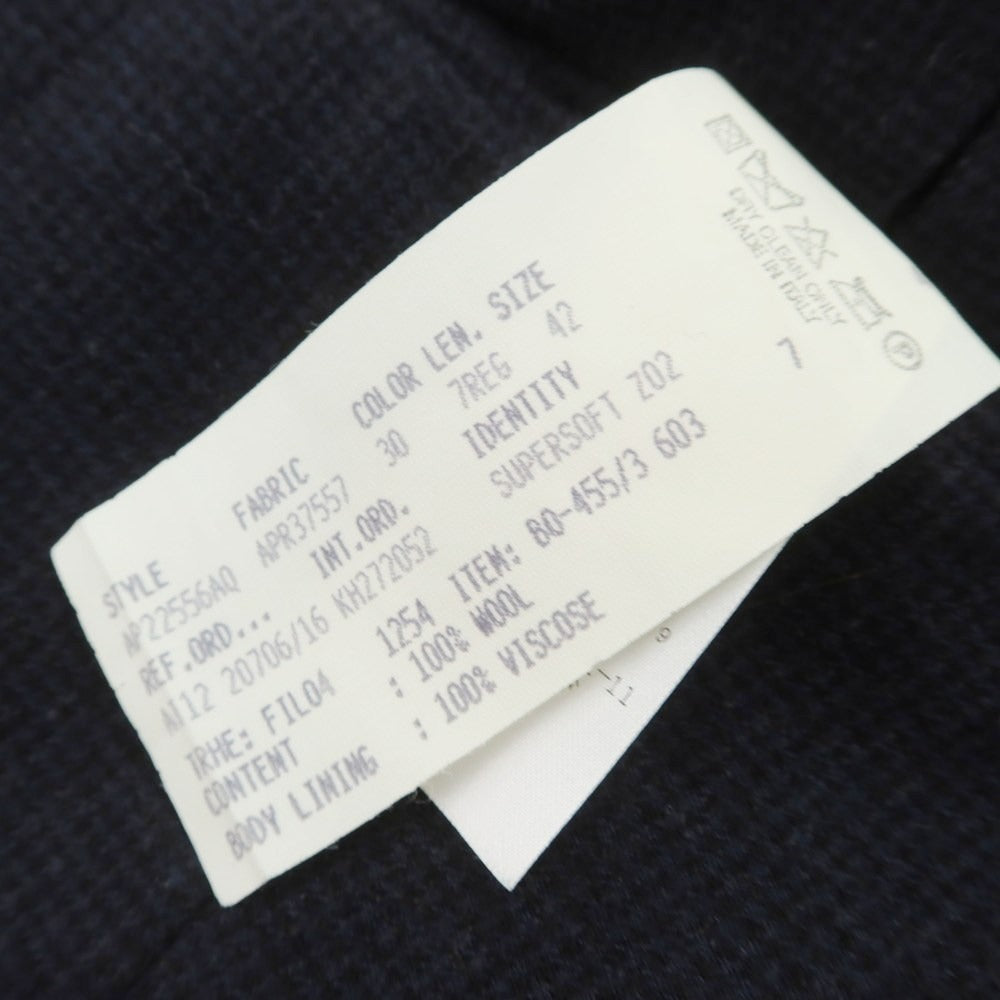 DRY CLEAN ONLY
MADE IN ITALY
P
STYLE FABRIC COLOR LEN. SIZE
AP22556AQ APR37557 30 7REG 42
REF.ORD... INT.ORD. IDENTITY
AI12 20706/16 KH272052 SUPERSOFT Z02 7
TRHE: FIL04 1254 ITEM: 80-455/3 603
CONTENT : 100% WOOL
BODY LINING : 100% VISCOSE
9
-11